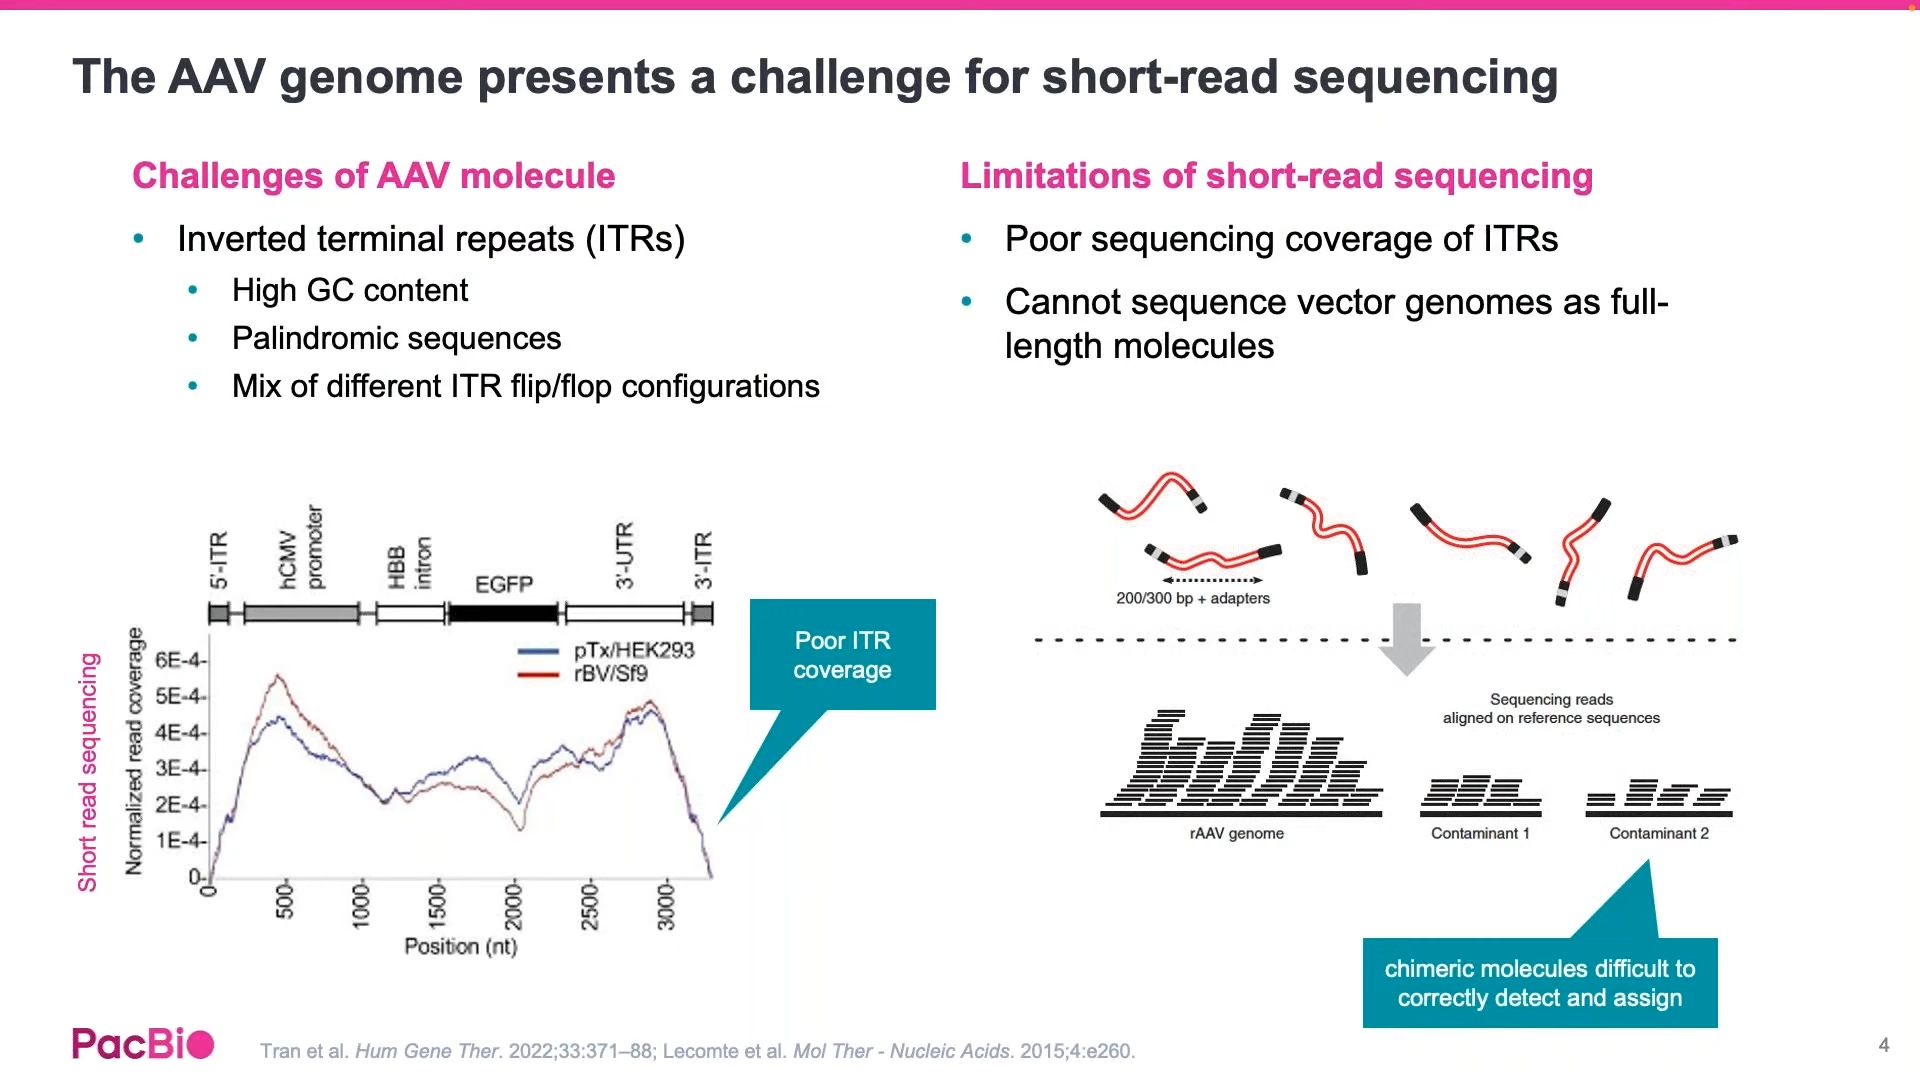 The AAV genome presents a challenge for short-read sequencing
Challenges of AAV molecule
• Inverted terminal repeats (ITRs)
• High GC content
• Palindromic sequences
• Mix of different ITR flip/flop configurations
Limitations of short-read sequencing
• Poor sequencing coverage of ITRs
• Cannot sequence vector genomes as full-
length molecules
Short read sequencing
5'-ITR
hCMV
promoter
HBB
intron
EGFP
3'-UTR
3'-ITR
Normalized read coverage
pTx/HEK293
rBV/Sf9
6E-4
5E-4
4E-4
3E-4
2E-4
1E-4
0
0
500
1000
1500
2000
2500
3000
Position (nt)
Poor ITR
coverage
200/300 bp + adapters
Sequencing reads
aligned on reference sequences
rAAV genome
Contaminant 1
Contaminant 2
chimeric molecules difficult to
correctly detect and assign
PacBio
Tran et al. Hum Gene Ther. 2022;33:371–88; Lecomte et al. Mol Ther - Nucleic Acids. 2015;4:e260.
4